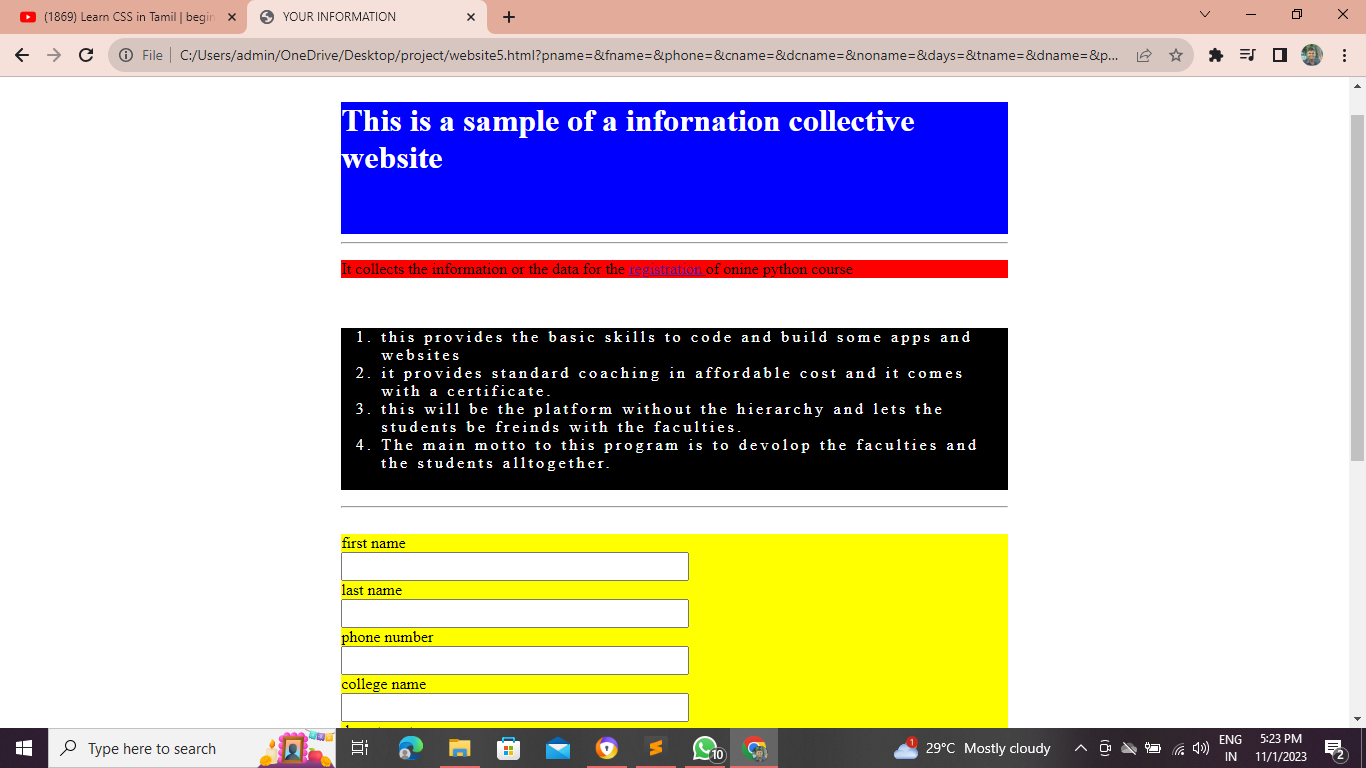 (1869) Learn CSS in Tamil | begin
YOUR INFORMATION
File
C:/Users/admin/OneDrive/Desktop/project/website5.html?pname=&fname=&phone=&cname=&dcname=&noname=&days=&tname=&dname=&p...
This is a sample of a infornation collective
website
It collects the information or the data for the registration of onine python course
1. this provides the basic skills to code and build some apps and
websites
2. it provides standard coaching in affordable cost and it comes
with a certificate.
3. this will be the platform without the hierarchy and lets the
students be freinds with the faculties.
4. The main motto to this program is to devolop the faculties and
the students alltogether.
first name
last name
phone number
college name
Type here to search
10
1
29°C Mostly cloudy
ENG
IN
5:23 PM
11/1/2023
2